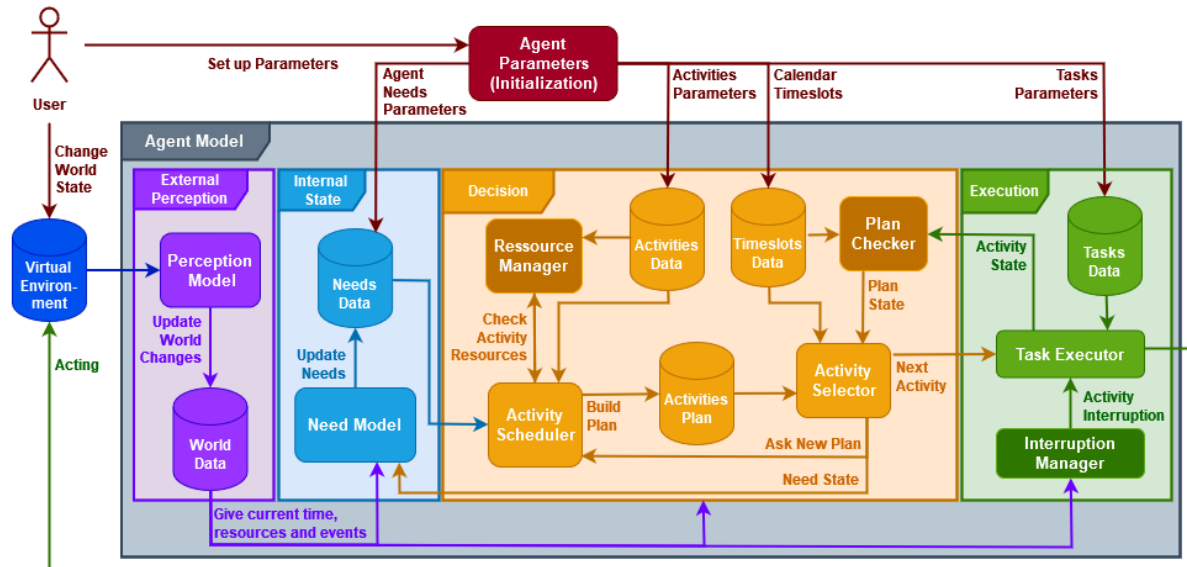 Agent
Parameters
(Initialization)
Set up Parameters
User
Agent
Needs
Parameters
Activities
Parameters
Calendar
Timeslots
Tasks
Parameters
Change
World
State
Agent Model
External
Perception
Internal
State
Decision
Execution
Virtual
Environ-
ment
Perception
Model
Update
World
Changes
World
Data
Acting
Needs
Data
Update
Needs
Need Model
Ressource
Manager
Activities
Data
Timeslots
Data
Plan
Checker
Check
Activity
Resources
Plan
State
Activity
Scheduler
Build
Plan
Activities
Plan
Activity
Selector
Next
Activity
Ask New Plan
Need State
Activity
State
Tasks
Data
Task Executor
Activity
Interruption
Interruption
Manager
Give current time,
resources and events